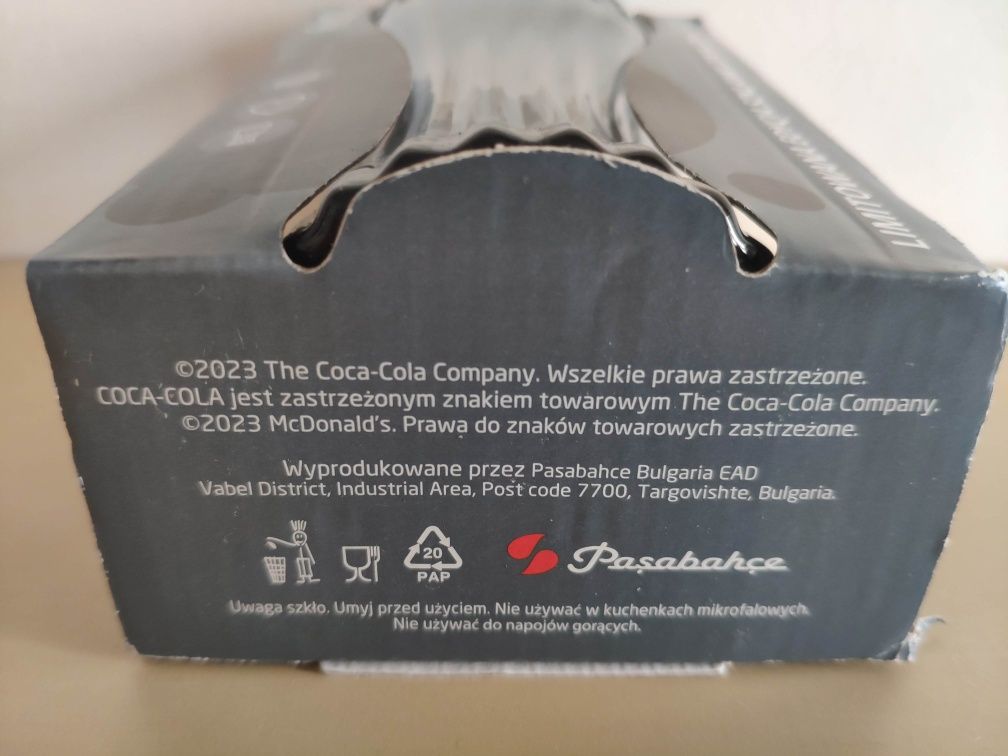 ©2023 The Coca-Cola Company. Wszelkie prawa zastrzeżone.
COCA-COLA jest zastrzeżonym znakiem towarowym The Coca-Cola Company.
©2023 McDonald's. Prawa do znaków towarowych zastrzeżone.
Wyprodukowane przez Pasabahce Bulgaria EAD
Vabel District, Industrial Area, Post code 7700, Targovishte, Bulgaria.
20
PAP
Paşabahçe
Uwaga szkło. Umyj przed użyciem. Nie używać w kuchenkach mikrofalowych.
Nie używać do napojów gorących.